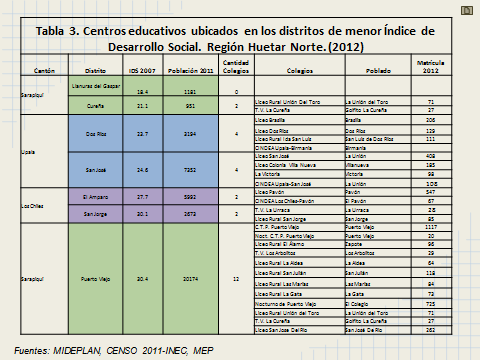 Tabla 3. Centros educativos ubicados en los distritos de menor Índice de
Desarrollo Social. Región Huetar Norte. (2012)
Cantón Distrito IDS 2007 Población 2011 Cantidad Colegios Colegios Poblado Matrícula 2012
Sarapiquí Llanuras del Gaspar 18.4 1181 0
Cureña 21.1 951 2 Liceo Rural Unión Del Toro La Unión del Toro 71
T.V. La Cureña Golfito La Cureña 27
Upala Dos Ríos 23.7 3194 4 Liceo Brasilia Brasilia 206
Liceo Dos Ríos Dos Ríos 129
Liceo Rural Ida San Luis San Luis de Dos Ríos 111
CINDEA Upala-Birmania Birmania
San José 24.6 7352 4 Liceo San José La Unión 408
Liceo Colonia Villa Nueva Villanueva 185
La Victoria Victoria 98
CINDEA Upala-San José La Unión 108
Los Chiles El Amparo 27.7 5992 2 Liceo Pavón Pavón 547
CINDEA Los Chiles-Pavón El Pavón 67
San Jorge 30.1 2673 2 T.V. La Urraca La Urraca 28
Liceo Rural San Jorge San Jorge 85
Sarapiquí Puerto Viejo 30.4 20174 12 C.T.P. Puerto Viejo Puerto Viejo 1117
Noct. C.T.P. Puerto Viejo Puerto Viejo 20
Liceo Rural El Álamo Zapote 86
T.V. Los Arbolitos Los Arbolitos 29
Liceo Rural La Aldea La Aldea 64
Liceo Rural San Julián San Julián 118
Liceo Rural Las Marías Las Marías 84
Liceo Rural La Gata La Gata 73
Nocturno de Puerto Viejo El Colegio 725
Liceo Rural Unión del Toro La Unión del Toro 71
T.V. La Cureña Golfito La Cureña 27
Liceo San José Del Río San José De Río 262
Fuentes: MIDEPLAN, CENSO 2011-INEC, MEP